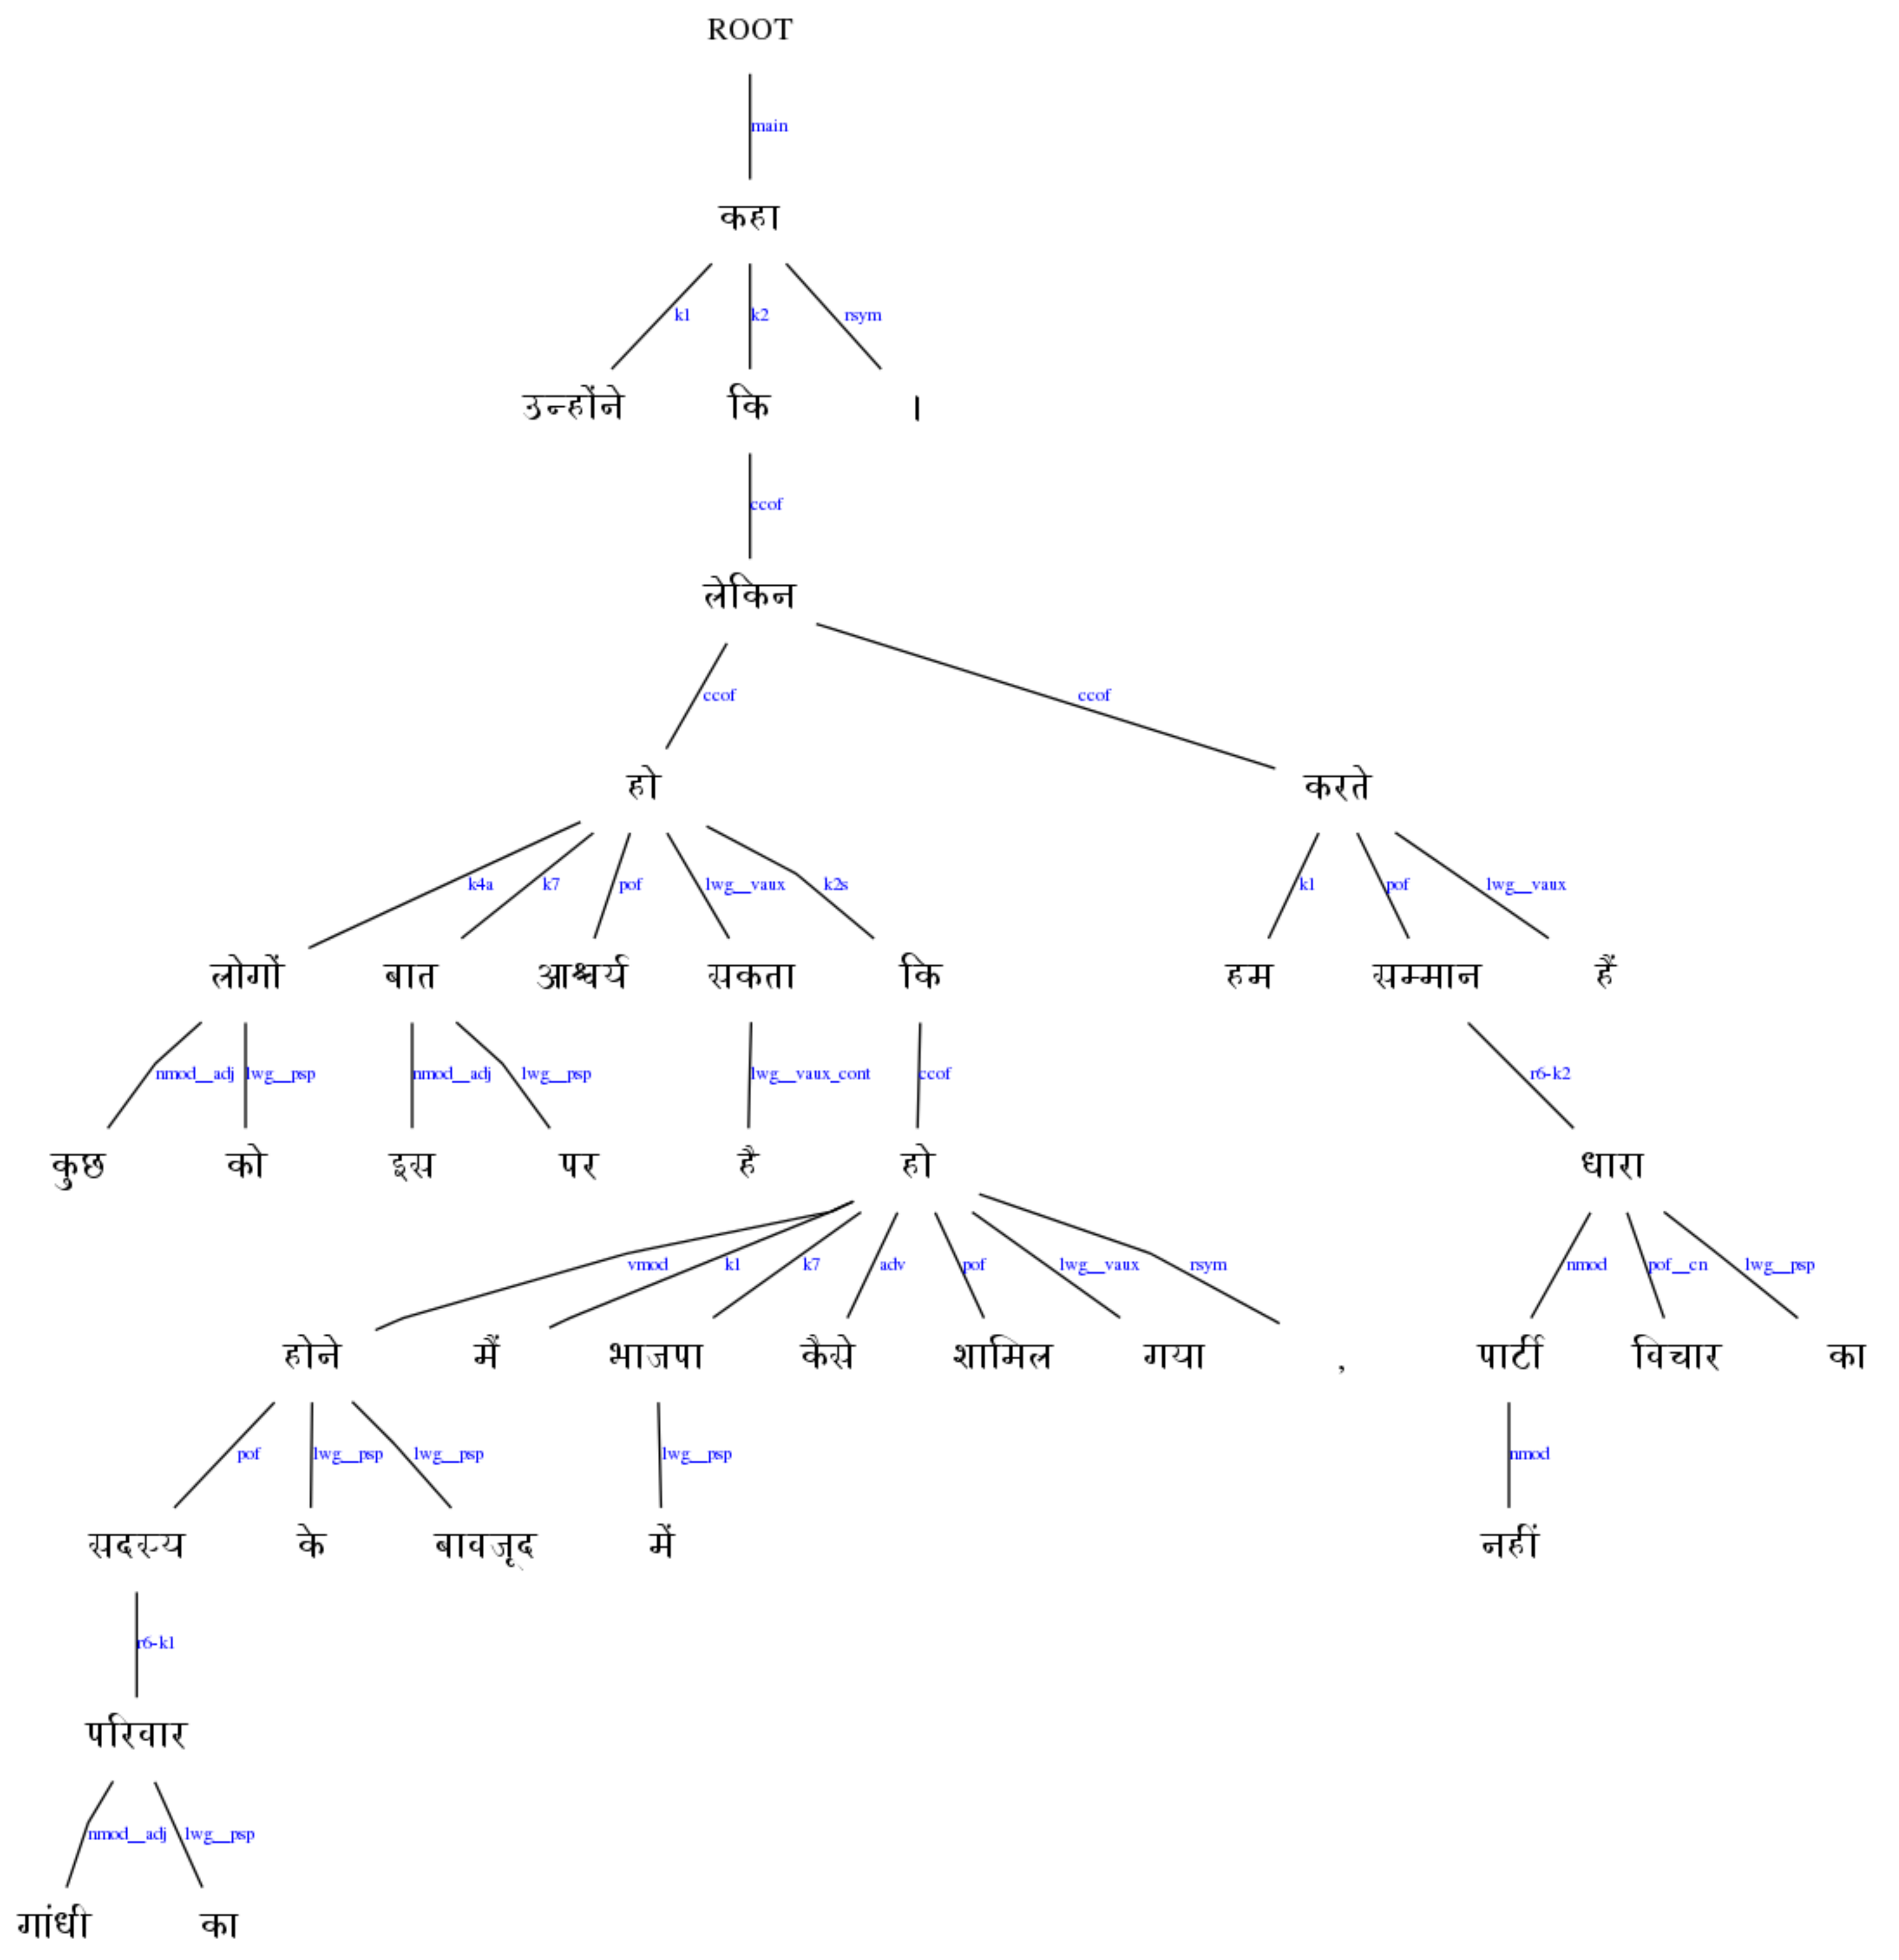 ROOT
main
कहा
k1 k2 rsym
उन्होंने कि ।
ccof
लेकिन
ccof ccof
हो करते
k4a k7 pof lwg__vaux k2s k1 pof lwg__vaux
लोगों बात आश्चर्य सकता कि हम सम्मान हैं
nmod__adj lwg__psp nmod__adj lwg__psp lwg__vaux_cont ccof r6-k2
कुछ को इस पर है हो धारा
vmod k1 k7 adv pof lwg__vaux rsym nmod pof__cn lwg__psp
होने मैं भाजपा कैसे शामिल गया , पार्टी विचार का
pof lwg__psp lwg__psp lwg__psp nmod
सदस्य के बावजूद में नहीं
r6-k1
परिवार
nmod__adj lwg__psp
गांधी का